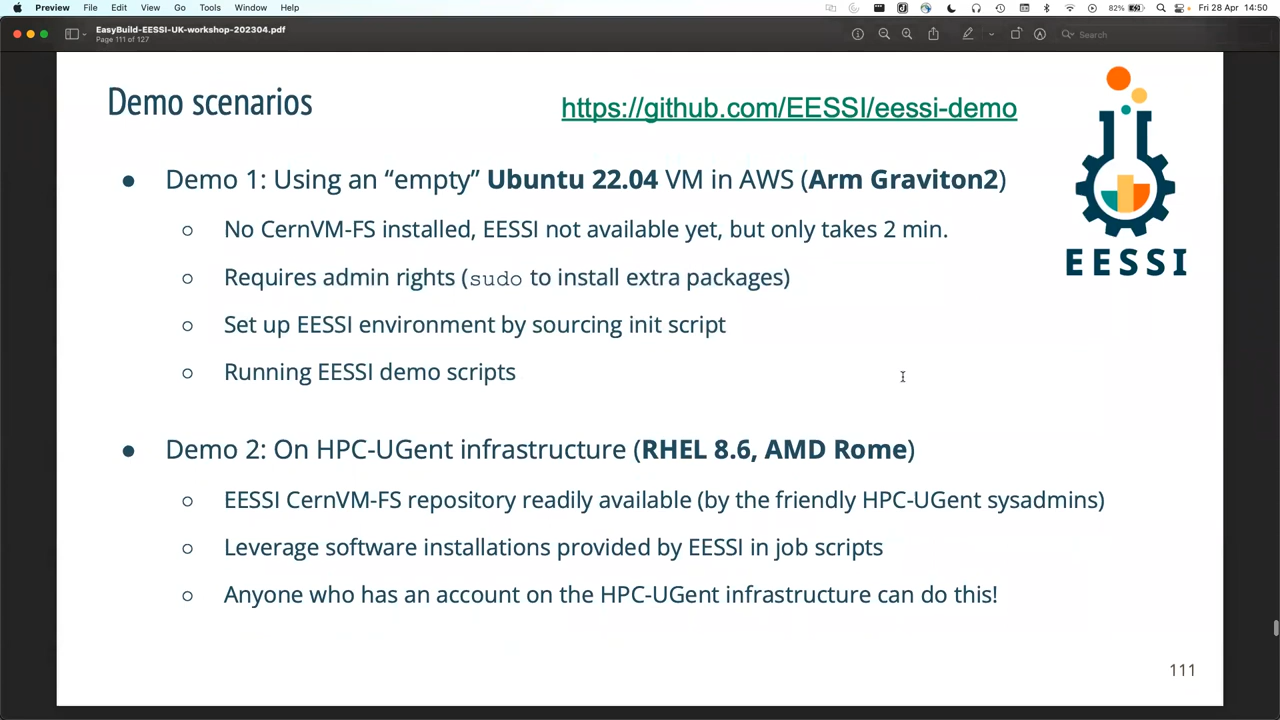 Preview File Edit View Go Tools Window Help 82% Fri 28 Apr 14:50
EasyBuild-EESSI-UK-workshop-202304.pdf
Page 111 of 127
Search
Demo scenarios
https://github.com/EESSI/eessi-demo
EESSI
● Demo 1: Using an “empty” Ubuntu 22.04 VM in AWS (Arm Graviton2)
○ No CernVM-FS installed, EESSI not available yet, but only takes 2 min.
○ Requires admin rights (sudo to install extra packages)
○ Set up EESSI environment by sourcing init script
○ Running EESSI demo scripts
● Demo 2: On HPC-UGent infrastructure (RHEL 8.6, AMD Rome)
○ EESSI CernVM-FS repository readily available (by the friendly HPC-UGent sysadmins)
○ Leverage software installations provided by EESSI in job scripts
○ Anyone who has an account on the HPC-UGent infrastructure can do this!
111